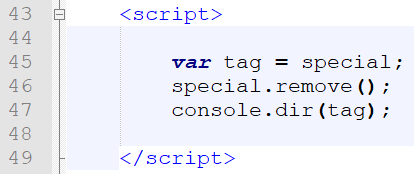 43 <script>
44
45 var tag = special;
46 special.remove();
47 console.dir(tag);
48
49 </script>